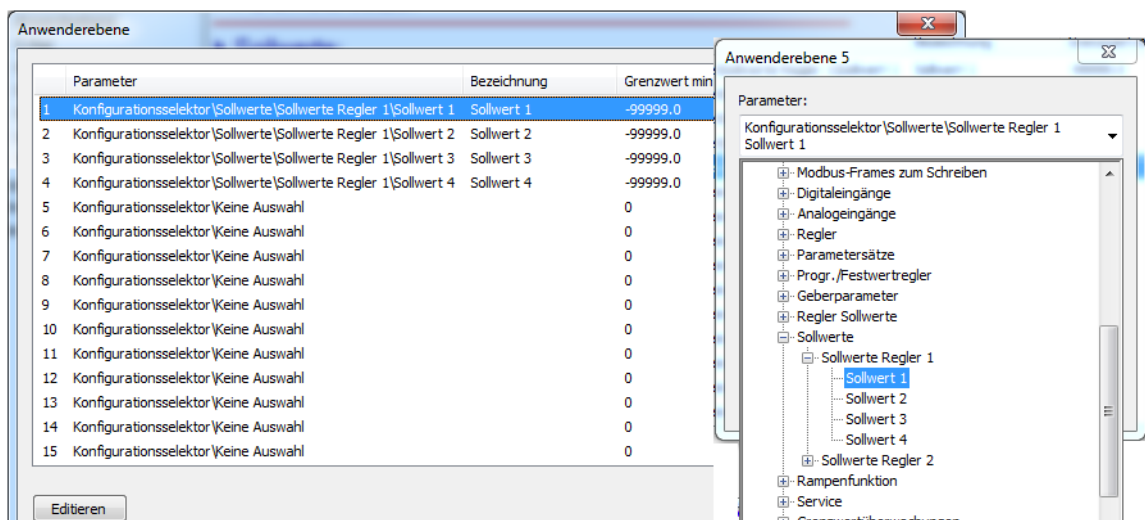 Anwenderebene
Parameter Bezeichnung Grenzwert min
1 Konfigurationsselektor\Sollwerte\Sollwerte Regler 1\Sollwert 1 Sollwert 1 -99999.0
2 Konfigurationsselektor\Sollwerte\Sollwerte Regler 1\Sollwert 2 Sollwert 2 -99999.0
3 Konfigurationsselektor\Sollwerte\Sollwerte Regler 1\Sollwert 3 Sollwert 3 -99999.0
4 Konfigurationsselektor\Sollwerte\Sollwerte Regler 1\Sollwert 4 Sollwert 4 -99999.0
5 Konfigurationsselektor\Keine Auswahl 0
6 Konfigurationsselektor\Keine Auswahl 0
7 Konfigurationsselektor\Keine Auswahl 0
8 Konfigurationsselektor\Keine Auswahl 0
9 Konfigurationsselektor\Keine Auswahl 0
10 Konfigurationsselektor\Keine Auswahl 0
11 Konfigurationsselektor\Keine Auswahl 0
12 Konfigurationsselektor\Keine Auswahl 0
13 Konfigurationsselektor\Keine Auswahl 0
14 Konfigurationsselektor\Keine Auswahl 0
15 Konfigurationsselektor\Keine Auswahl 0
Editieren
Anwenderebene 5
Parameter:
Konfigurationsselektor\Sollwerte\Sollwerte Regler 1
Sollwert 1
Modbus-Frames zum Schreiben
Digitaleingänge
Analogeingänge
Regler
Parametersätze
Progr./Festwertregler
Geberparameter
Regler Sollwerte
Sollwerte
Sollwerte Regler 1
Sollwert 1
Sollwert 2
Sollwert 3
Sollwert 4
Sollwerte Regler 2
Rampenfunktion
Service